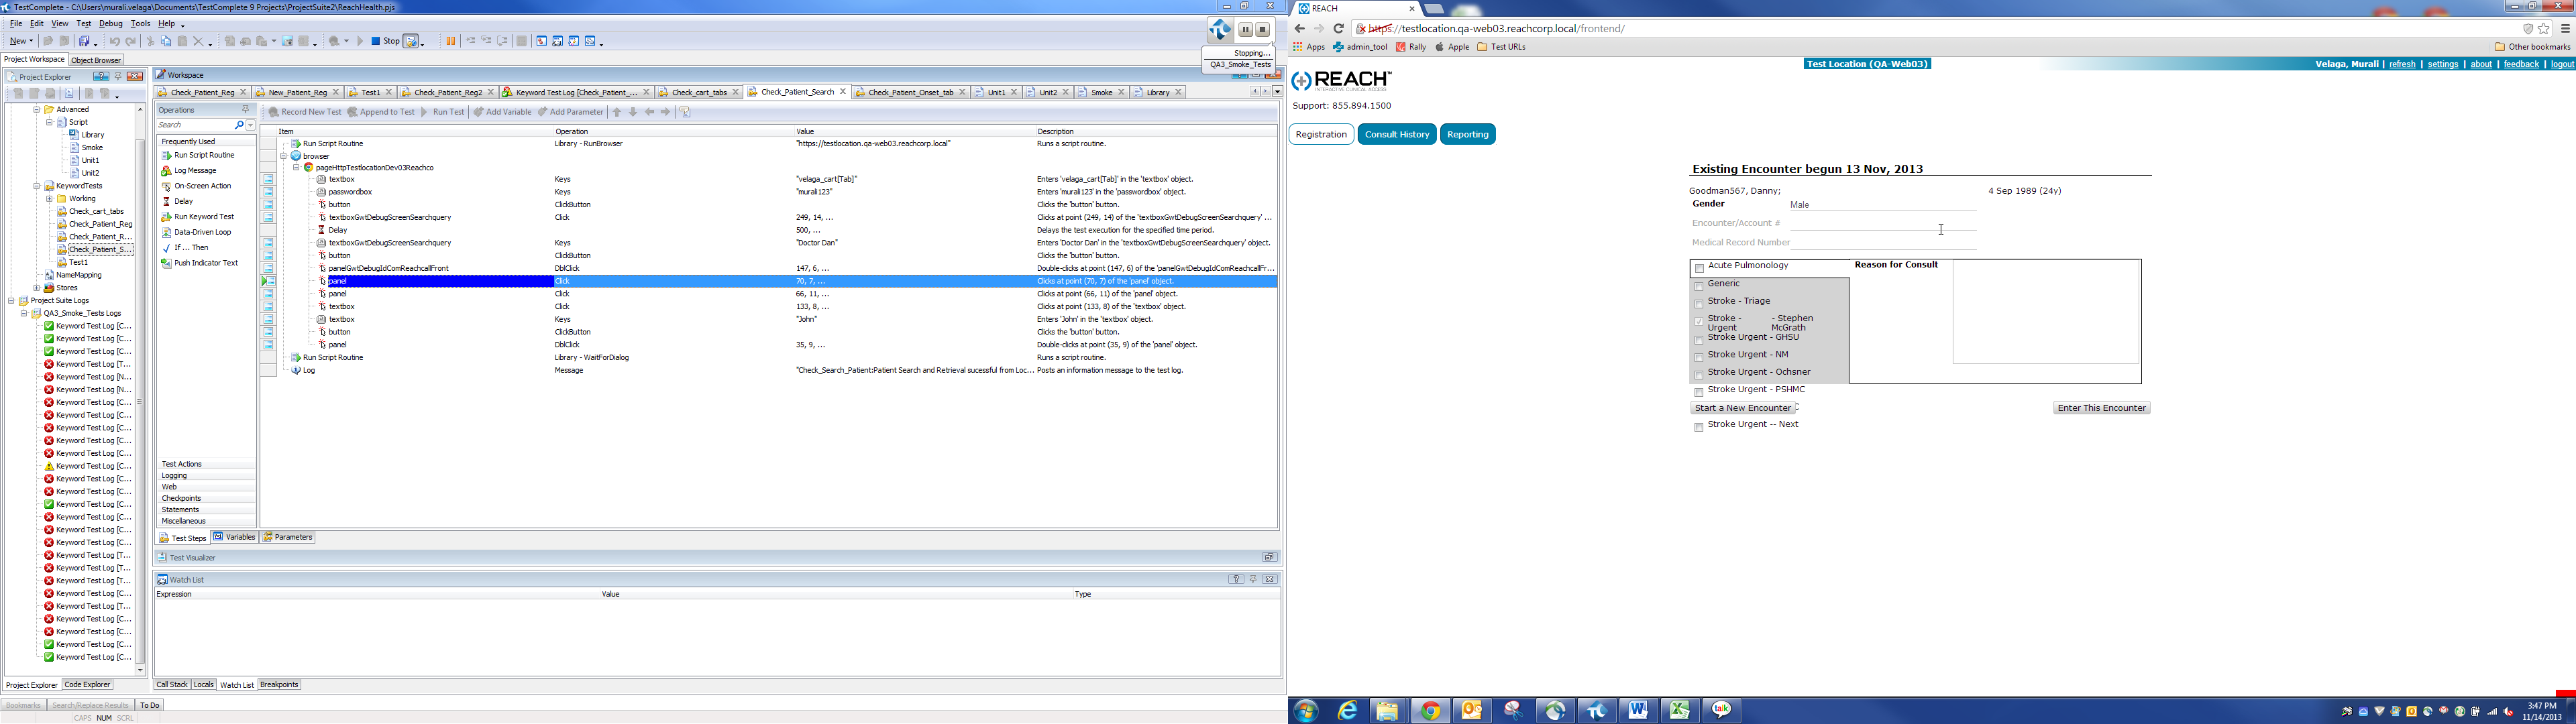 TestComplete - C:\Users\murali.velaga\Documents\TestComplete 9 Projects\ProjectSuite2\ReachHealth.pjs
File Edit View Test Debug Tools Help
New Stop
Stopping...
QA3_Smoke_Tests
Project Workspace Object Browser
Project Explorer
Advanced
Script
Library
Smoke
Unit1
Unit2
KeywordTests
Working
Check_cart_tabs
Check_Patient_Reg
Check_Patient_R...
Check_Patient_S...
Test1
NameMapping
Stores
Project Suite Logs
QA3_Smoke_Tests Logs
Keyword Test Log [C...
Keyword Test Log [C...
Keyword Test Log [C...
Keyword Test Log [T...
Keyword Test Log [N...
Keyword Test Log [N...
Keyword Test Log [C...
Keyword Test Log [C...
Keyword Test Log [C...
Keyword Test Log [C...
Keyword Test Log [C...
Keyword Test Log [C...
Keyword Test Log [C...
Keyword Test Log [C...
Keyword Test Log [C...
Keyword Test Log [C...
Keyword Test Log [C...
Keyword Test Log [C...
Keyword Test Log [T...
Keyword Test Log [T...
Keyword Test Log [T...
Keyword Test Log [C...
Keyword Test Log [T...
Keyword Test Log [C...
Keyword Test Log [C...
Keyword Test Log [C...
Keyword Test Log [C...
Project Explorer Code Explorer
Workspace
Check_Patient_Reg New_Patient_Reg Test1 Check_Patient_Reg2 Keyword Test Log [Check_Patient_... Check_cart_tabs Check_Patient_Search Check_Patient_Onset_tab Unit1 Unit2 Smoke Library
Operations
Search
Frequently Used
Run Script Routine
Log Message
On-Screen Action
Delay
Run Keyword Test
Data-Driven Loop
If ... Then
Push Indicator Text
Test Actions
Logging
Web
Checkpoints
Statements
Miscellaneous
Record New Test Append to Test Run Test Add Variable Add Parameter
Item Operation Value Description
Run Script Routine Library - RunBrowser "https://testlocation.qa-web03.reachcorp.local" Runs a script routine.
browser
pageHttpTestlocationDev03Reachco
textbox Keys "velaga_cart[Tab]" Enters 'velaga_cart[Tab]' in the 'textbox' object.
passwordbox Keys "murali123" Enters 'murali123' in the 'passwordbox' object.
button ClickButton Clicks the 'button' button.
textboxGwtDebugScreenSearchquery Click 249, 14, ... Clicks at point (249, 14) of the 'textboxGwtDebugScreenSearchquery' ...
Delay 500, ... Delays the test execution for the specified time period.
textboxGwtDebugScreenSearchquery Keys "Doctor Dan" Enters 'Doctor Dan' in the 'textboxGwtDebugScreenSearchquery' object.
button ClickButton Clicks the 'button' button.
panelGwtDebugIdComReachcallFront DblClick 147, 6, ... Double-clicks at point (147, 6) of the 'panelGwtDebugIdComReachcallFr...
panel Click 70, 7, ... Clicks at point (70, 7) of the 'panel' object.
panel Click 66, 11, ... Clicks at point (66, 11) of the 'panel' object.
textbox Click 133, 8, ... Clicks at point (133, 8) of the 'textbox' object.
textbox Keys "John" Enters 'John' in the 'textbox' object.
button ClickButton Clicks the 'button' button.
panel DblClick 35, 9, ... Double-clicks at point (35, 9) of the 'panel' object.
Run Script Routine Library - WaitForDialog Runs a script routine.
Log Message "Check_Search_Patient:Patient Search and Retrieval sucessful from Loc... Posts an information message to the test log.
Test Steps Variables Parameters
Test Visualizer
Watch List
Expression Value Type
Call Stack Locals Watch List Breakpoints
Bookmarks Search/Replace Results To Do
CAPS NUM SCRL
REACH
https://testlocation.qa-web03.reachcorp.local/frontend/
Apps admin_tool Rally Apple Test URLs Other bookmarks
Test Location (QA-Web03) Velaga, Murali | refresh | settings | about | feedback | logout
REACH™
INTERACTIVE CLINICAL ACCESS
Support: 855.894.1500
Registration Consult History Reporting
Existing Encounter begun 13 Nov, 2013
Goodman567, Danny; 4 Sep 1989 (24y)
Gender Male
Encounter/Account #
Medical Record Number
Acute Pulmonology Reason for Consult
Generic
Stroke - Triage
Stroke - Urgent - Stephen McGrath
Stroke Urgent - GHSU
Stroke Urgent - NM
Stroke Urgent - Ochsner
Stroke Urgent - PSHMC
Start a New Encounter Enter This Encounter
Stroke Urgent -- Next
talk
3:47 PM
11/14/2013